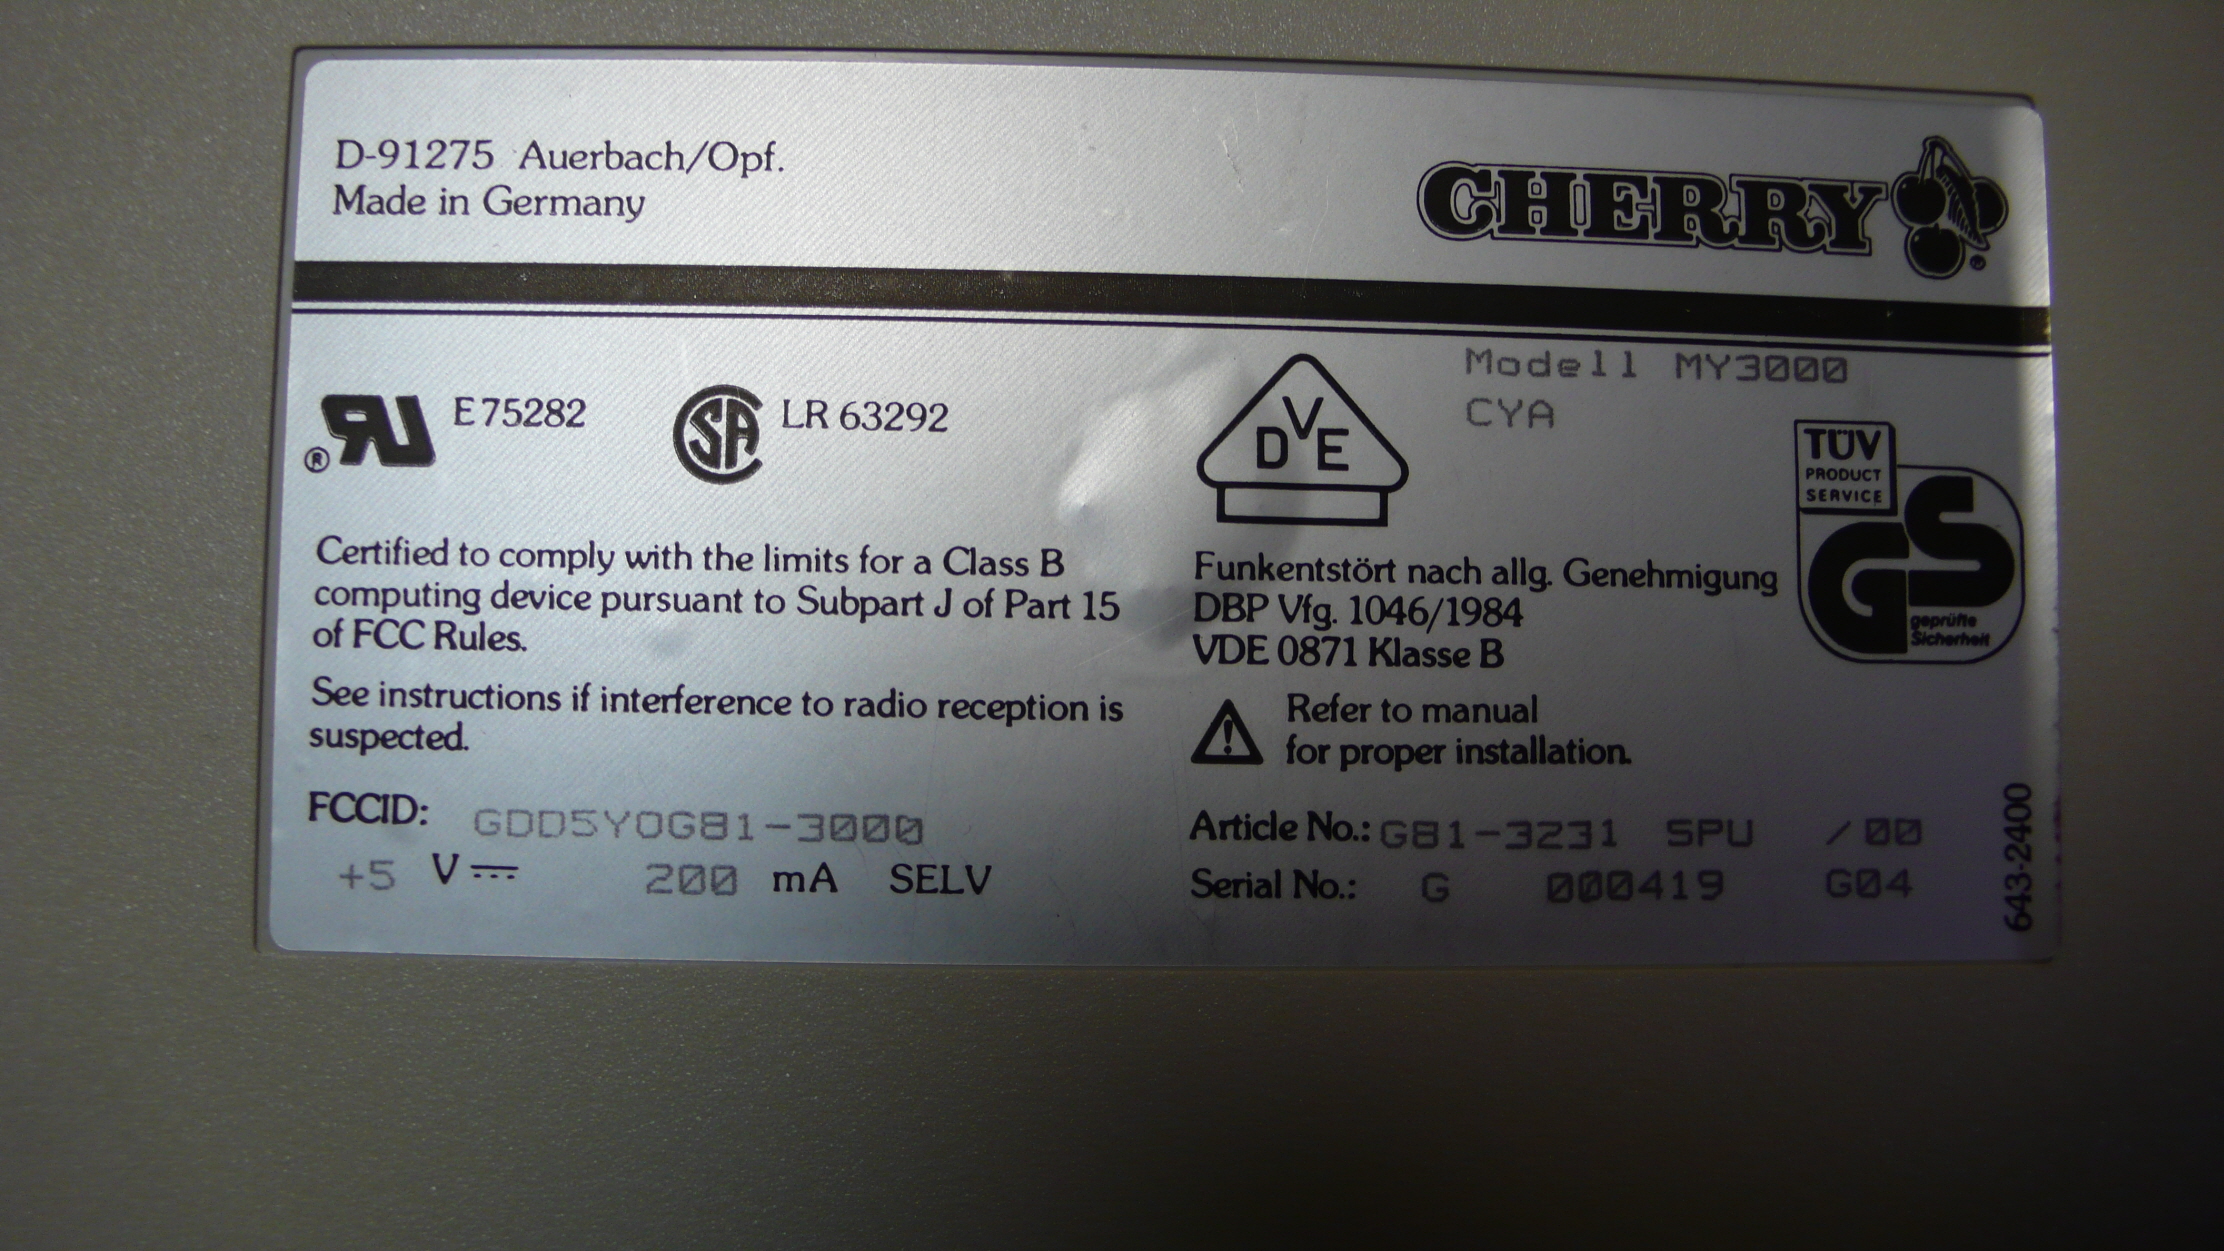 D-91275 Auerbach/Opf.
Made in Germany
CHERRY
®
Modell MY3000
CYA
® RU E75282
SA LR 63292
DVE
TÜV
PRODUCT
SERVICE
GS
geprüfte
Sicherheit
Certified to comply with the limits for a Class B
computing device pursuant to Subpart J of Part 15
of FCC Rules.
See instructions if interference to radio reception is
suspected.
FCCID: GDD5YOG81-3000
+5 V 200 mA SELV
Funkentstört nach allg. Genehmigung
DBP Vfg. 1046/1984
VDE 0871 Klasse B
! Refer to manual
for proper installation.
Article No.: G81-3231 SPU /00
Serial No.: G 000419 G04
643-2400